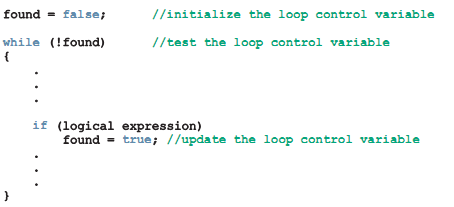 found = false;      //initialize the loop control variable
while (!found)      //test the loop control variable
{
    .
    .
    .
    if (logical expression)
        found = true; //update the loop control variable
    .
    .
    .
}